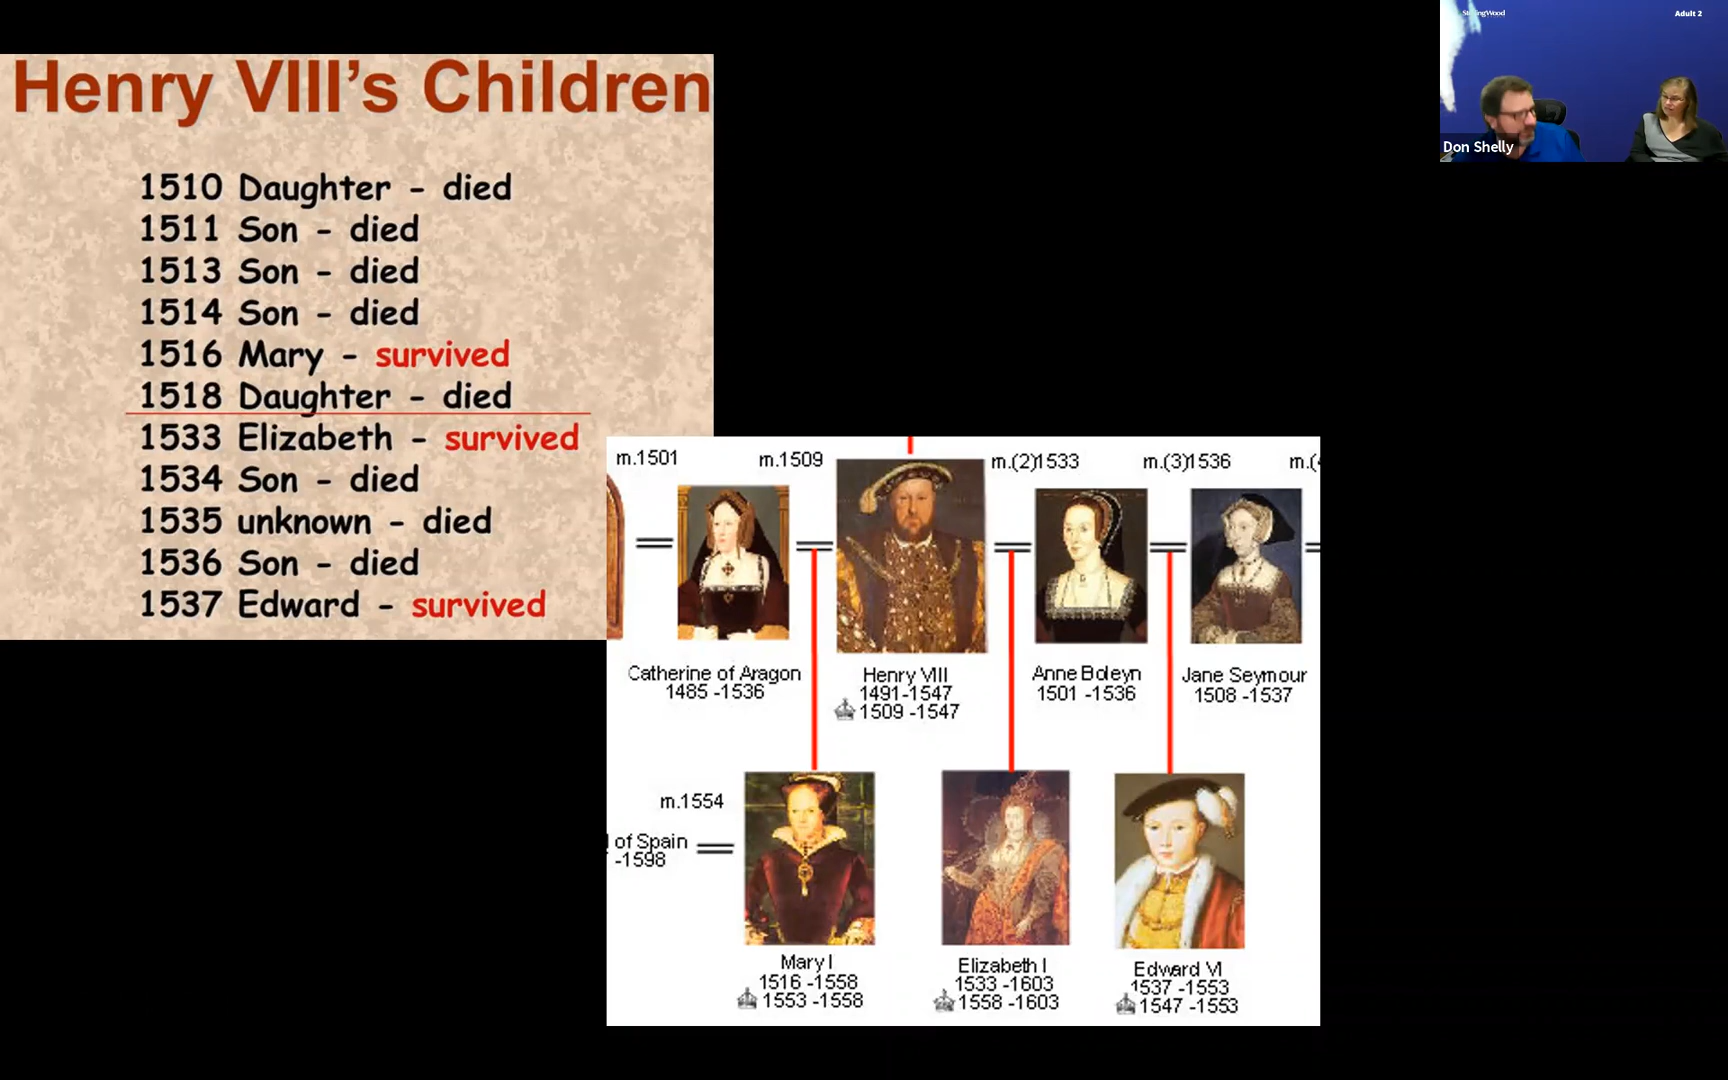 Henry VIII's Children
1510 Daughter - died
1511 Son - died
1513 Son - died
1514 Son - died
1516 Mary - survived
1518 Daughter - died
1533 Elizabeth - survived
1534 Son - died
1535 unknown - died
1536 Son - died
1537 Edward - survived
m.1501
m.1509
m.(2)1533
m.(3)1536
m.(
Catherine of Aragon
1485 -1536
Henry VIII
1491-1547
1509 -1547
Anne Boleyn
1501 -1536
Jane Seymour
1508 -1537
m.1554
of Spain
-1598
Mary I
1516 -1558
1553 -1558
Elizabeth I
1533 -1603
1558 -1603
Edward VI
1537 -1553
1547 -1553
Adult 2
Don Shelly